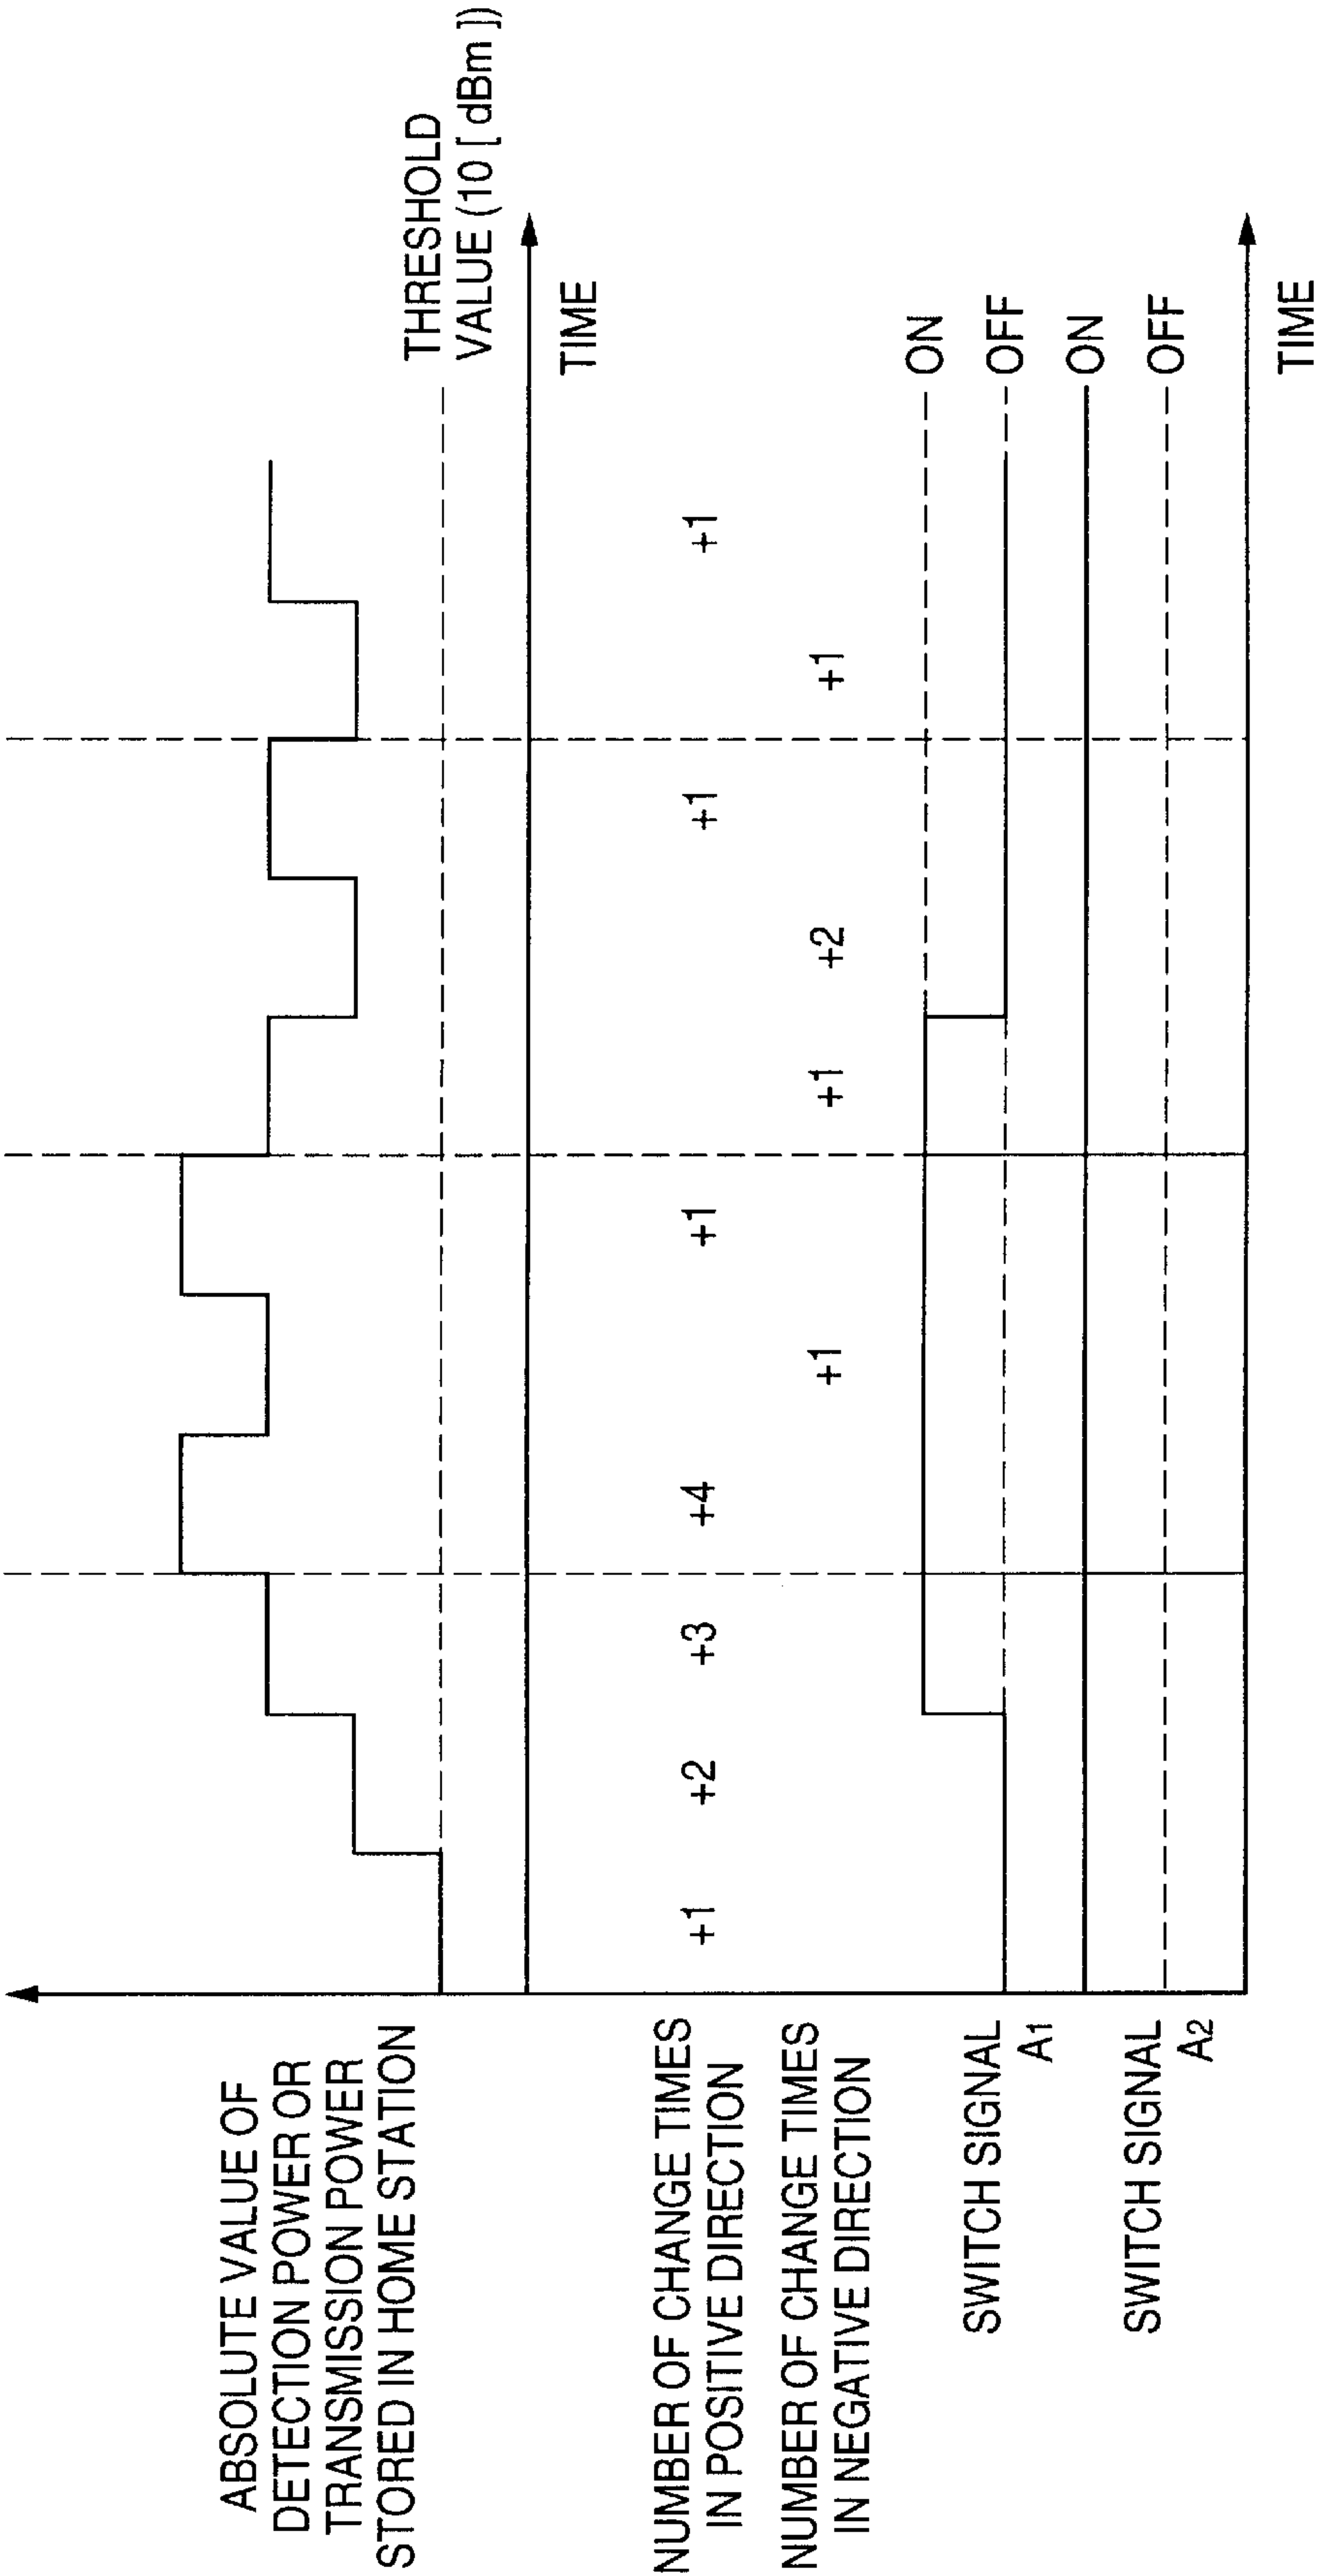 ABSOLUTE VALUE OF
DETECTION POWER OR
TRANSMISSION POWER
STORED IN HOME STATION
THRESHOLD
VALUE (10 [ dBm ])
TIME
NUMBER OF CHANGE TIMES
IN POSITIVE DIRECTION
+1 +2 +3 +4 +1 +1 +1
NUMBER OF CHANGE TIMES
IN NEGATIVE DIRECTION
+1 +1 +2 +1
SWITCH SIGNAL
A1
ON
OFF
SWITCH SIGNAL
A2
ON
OFF
TIME